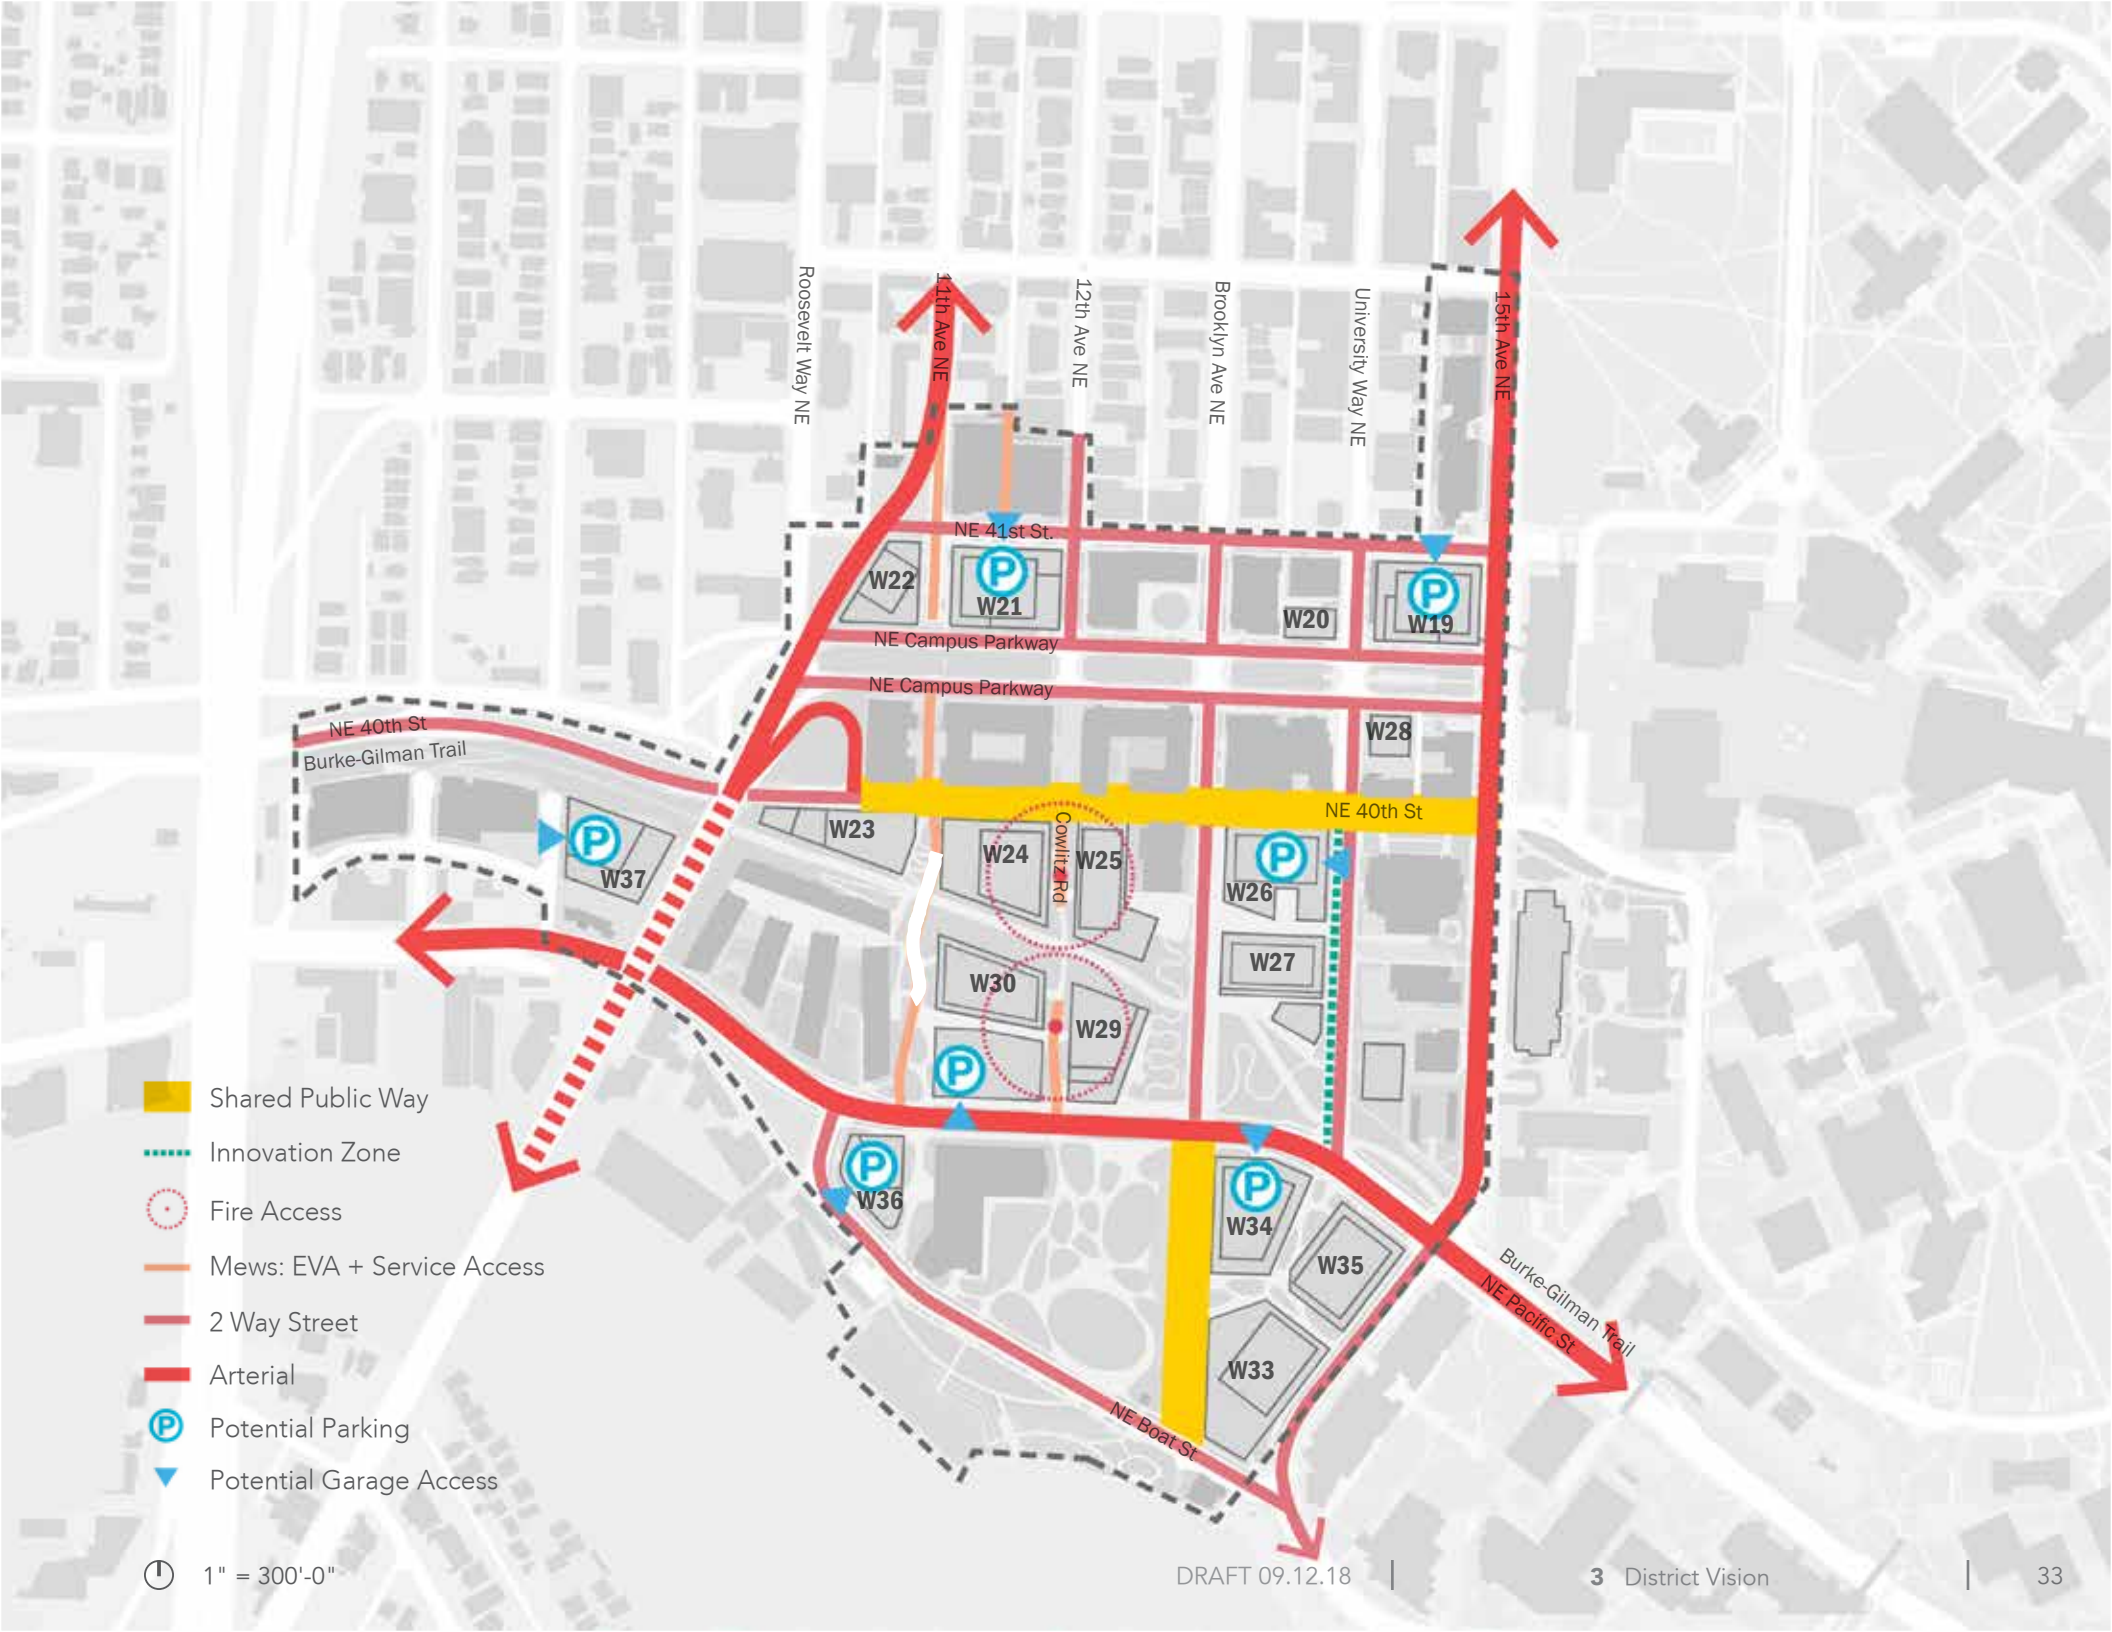 Roosevelt Way NE
11th Ave NE
12th Ave NE
Brooklyn Ave NE
University Way NE
15th Ave NE
NE 41st St.
W22
P
W21
W20
P
W19
NE Campus Parkway
NE Campus Parkway
NE 40th St
Burke-Gilman Trail
W28
NE 40th St
W23
Cowlitz Rd
W24
W25
P
W26
P
W37
W27
W30
W29
P
P
W36
P
W34
W35
W33
Burke-Gilman Trail
NE Pacific St
NE Boat St
Shared Public Way
Innovation Zone
Fire Access
Mews: EVA + Service Access
2 Way Street
Arterial
P Potential Parking
Potential Garage Access
1" = 300'-0"
DRAFT 09.12.18 | 3 District Vision | 33